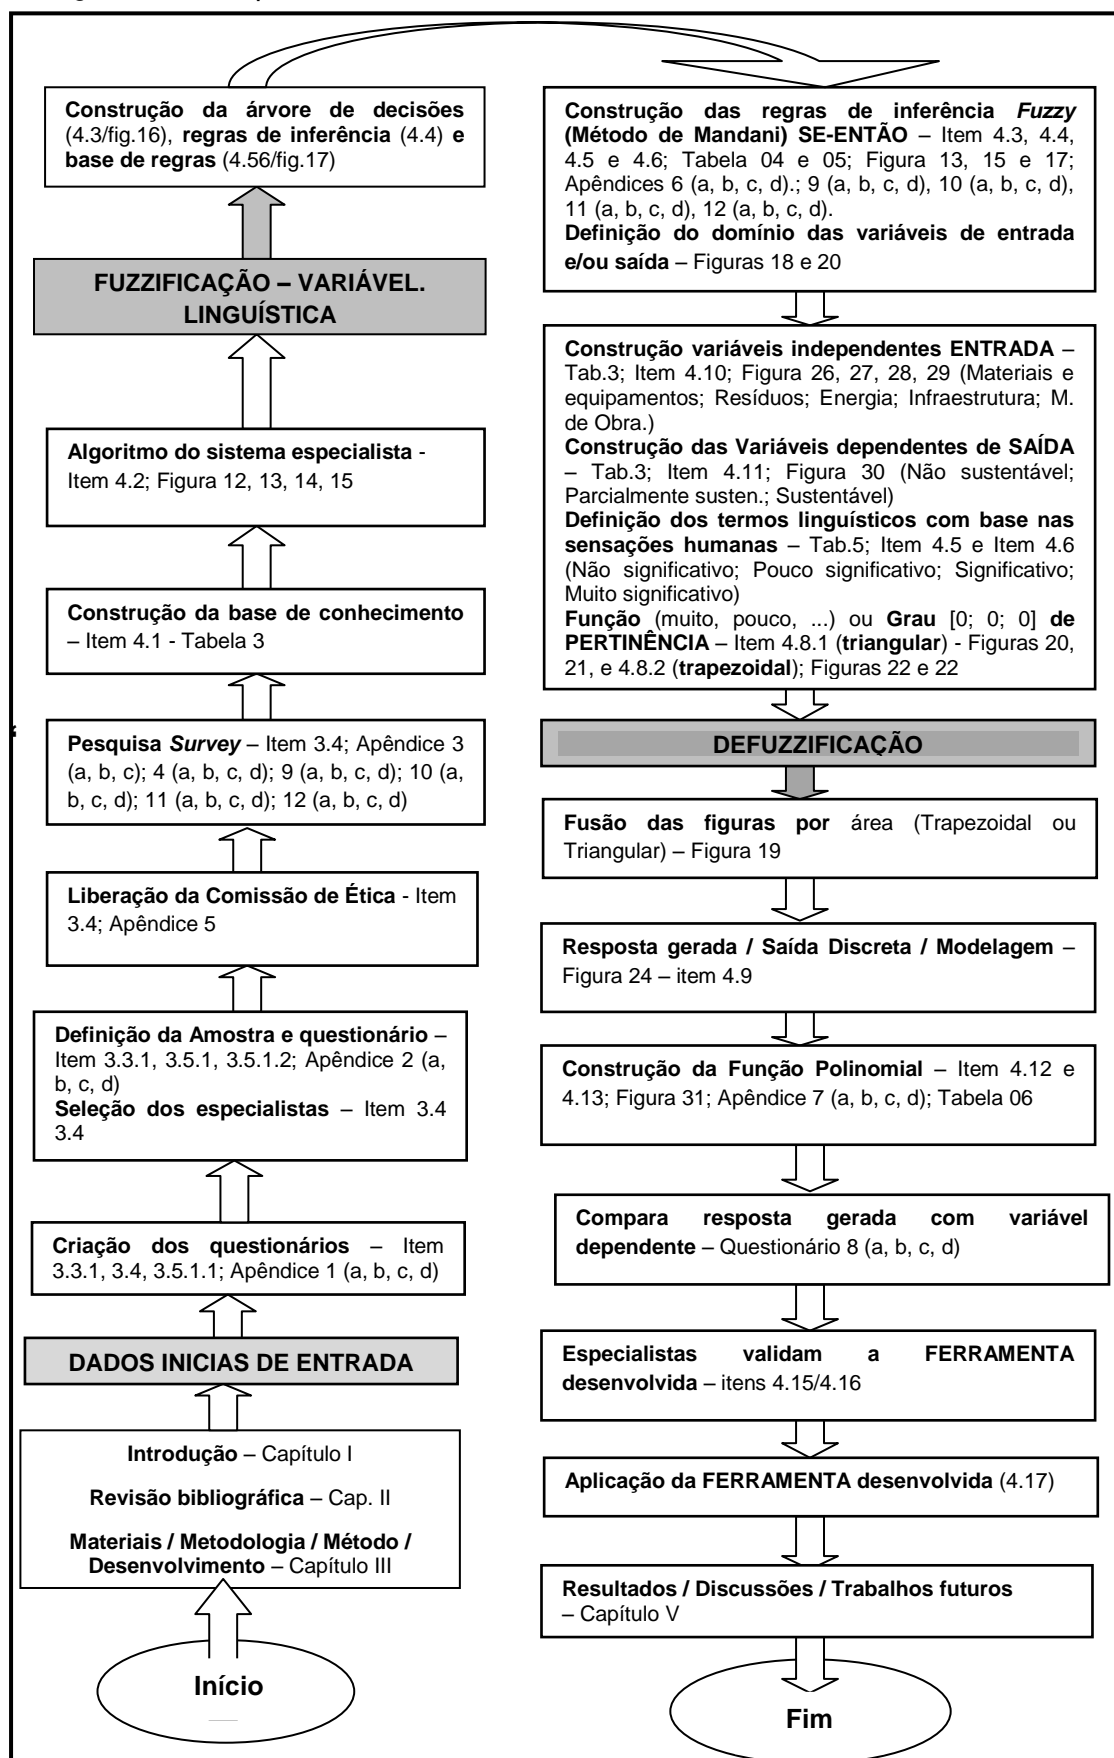 Construção da árvore de decisões
(4.3/fig.16), regras de inferência (4.4) e
base de regras (4.56/fig.17)
FUZZIFICAÇÃO – VARIÁVEL.
LINGUÍSTICA
Algoritmo do sistema especialista -
Item 4.2; Figura 12, 13, 14, 15
Construção da base de conhecimento
– Item 4.1 - Tabela 3
Pesquisa Survey – Item 3.4; Apêndice 3
(a, b, c); 4 (a, b, c, d); 9 (a, b, c, d); 10 (a,
b, c, d); 11 (a, b, c, d); 12 (a, b, c, d)
Liberação da Comissão de Ética - Item
3.4; Apêndice 5
Definição da Amostra e questionário –
Item 3.3.1, 3.5.1, 3.5.1.2; Apêndice 2 (a,
b, c, d)
Seleção dos especialistas – Item 3.4
3.4
Criação dos questionários – Item
3.3.1, 3.4, 3.5.1.1; Apêndice 1 (a, b, c, d)
DADOS INICIAS DE ENTRADA
Introdução – Capítulo I
Revisão bibliográfica – Cap. II
Materiais / Metodologia / Método /
Desenvolvimento – Capítulo III
Início
Construção das regras de inferência Fuzzy
(Método de Mandani) SE-ENTÃO – Item 4.3, 4.4,
4.5 e 4.6; Tabela 04 e 05; Figura 13, 15 e 17;
Apêndices 6 (a, b, c, d).; 9 (a, b, c, d), 10 (a, b, c, d),
11 (a, b, c, d), 12 (a, b, c, d).
Definição do domínio das variáveis de entrada
e/ou saída – Figuras 18 e 20
Construção variáveis independentes ENTRADA –
Tab.3; Item 4.10; Figura 26, 27, 28, 29 (Materiais e
equipamentos; Resíduos; Energia; Infraestrutura; M.
de Obra.)
Construção das Variáveis dependentes de SAÍDA
– Tab.3; Item 4.11; Figura 30 (Não sustentável;
Parcialmente susten.; Sustentável)
Definição dos termos linguísticos com base nas
sensações humanas – Tab.5; Item 4.5 e Item 4.6
(Não significativo; Pouco significativo; Significativo;
Muito significativo)
Função (muito, pouco, ...) ou Grau [0; 0; 0] de
PERTINÊNCIA – Item 4.8.1 (triangular) - Figuras 20,
21, e 4.8.2 (trapezoidal); Figuras 22 e 22
DEFUZZIFICAÇÃO
Fusão das figuras por área (Trapezoidal ou
Triangular) – Figura 19
Resposta gerada / Saída Discreta / Modelagem –
Figura 24 – item 4.9
Construção da Função Polinomial – Item 4.12 e
4.13; Figura 31; Apêndice 7 (a, b, c, d); Tabela 06
Compara resposta gerada com variável
dependente – Questionário 8 (a, b, c, d)
Especialistas validam a FERRAMENTA
desenvolvida – itens 4.15/4.16
Aplicação da FERRAMENTA desenvolvida (4.17)
Resultados / Discussões / Trabalhos futuros
– Capítulo V
Fim